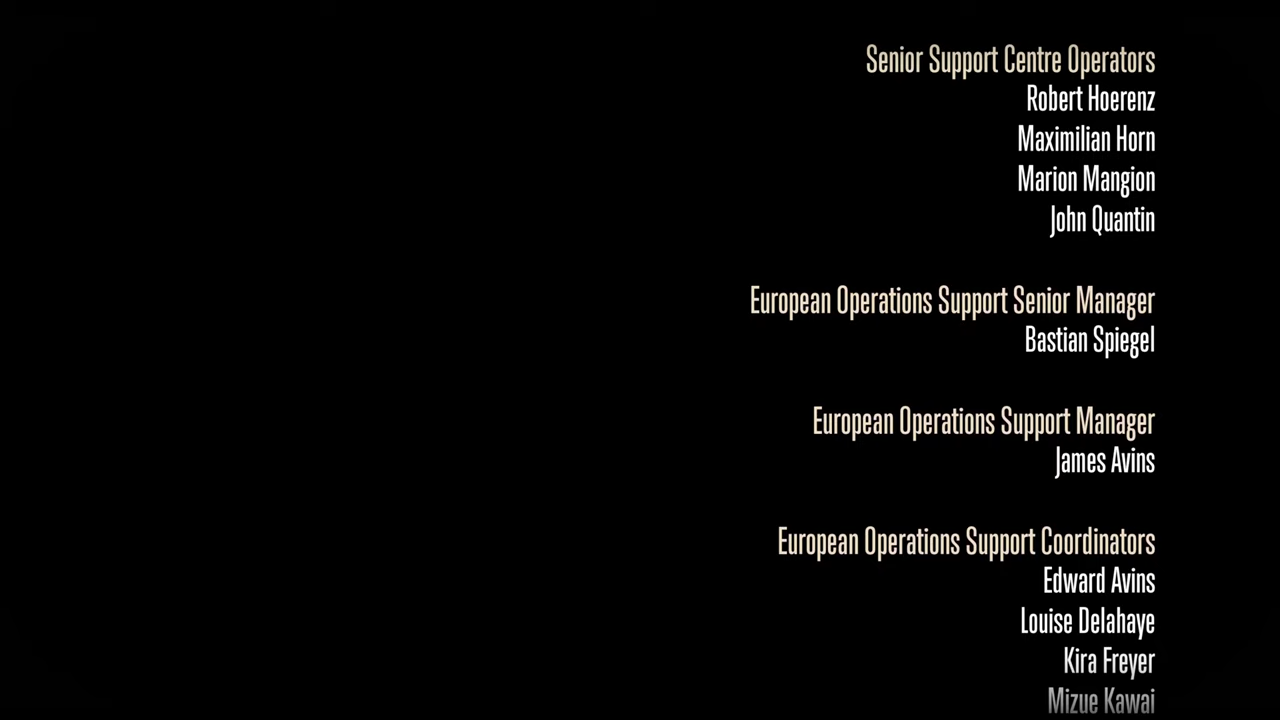 Senior Support Centre Operators
Robert Hoerenz
Maximilian Horn
Marion Mangion
John Quantin
European Operations Support Senior Manager
Bastian Spiegel
European Operations Support Manager
James Avins
European Operations Support Coordinators
Edward Avins
Louise Delahaye
Kira Freyer
Mizue Kawai